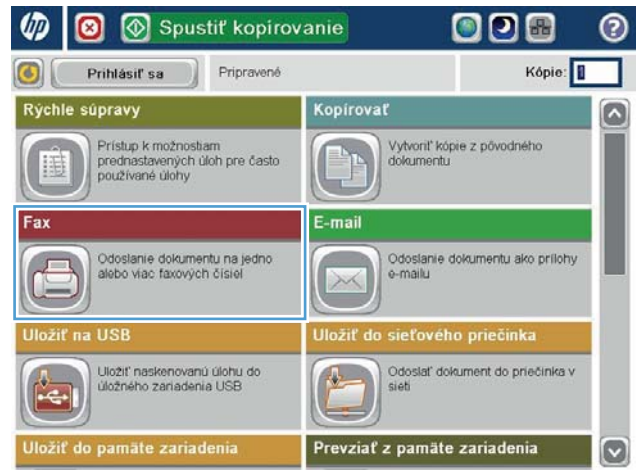 hp
Spustiť kopírovanie
?
Prihlásiť sa
Pripravené
Kópie: 1
Rýchle súpravy
Prístup k možnostiam
prednastavených úloh pre často
používané úlohy
Kopírovať
Vytvoriť kópie z pôvodného
dokumentu
Fax
Odoslanie dokumentu na jedno
alebo viac faxových čísiel
E-mail
Odoslanie dokumentu ako prílohy
e-mailu
Uložiť na USB
Uložiť naskenovanú úlohu do
úložného zariadenia USB
Uložiť do sieťového priečinka
Odoslať dokument do priečinka v
sieti
Uložiť do pamäte zariadenia
Prevziať z pamäte zariadenia